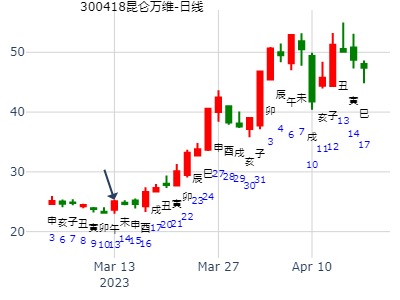 300418昆仑万维-日线
50
40
30
20
申 亥 子 丑 寅 卯 午 未 申 酉 戌 丑 寅 卯 辰 巳 申 酉 戌 亥 子 卯 辰 午 未 戌 亥 子 丑 寅 巳
3 6 7 8 9 10 13 14 15 16 17 20 21 22 23 24 27 28 29 30 31 3 4 6 7 10 11 12 13 14 17
Mar 13 Mar 27 Apr 10
2023